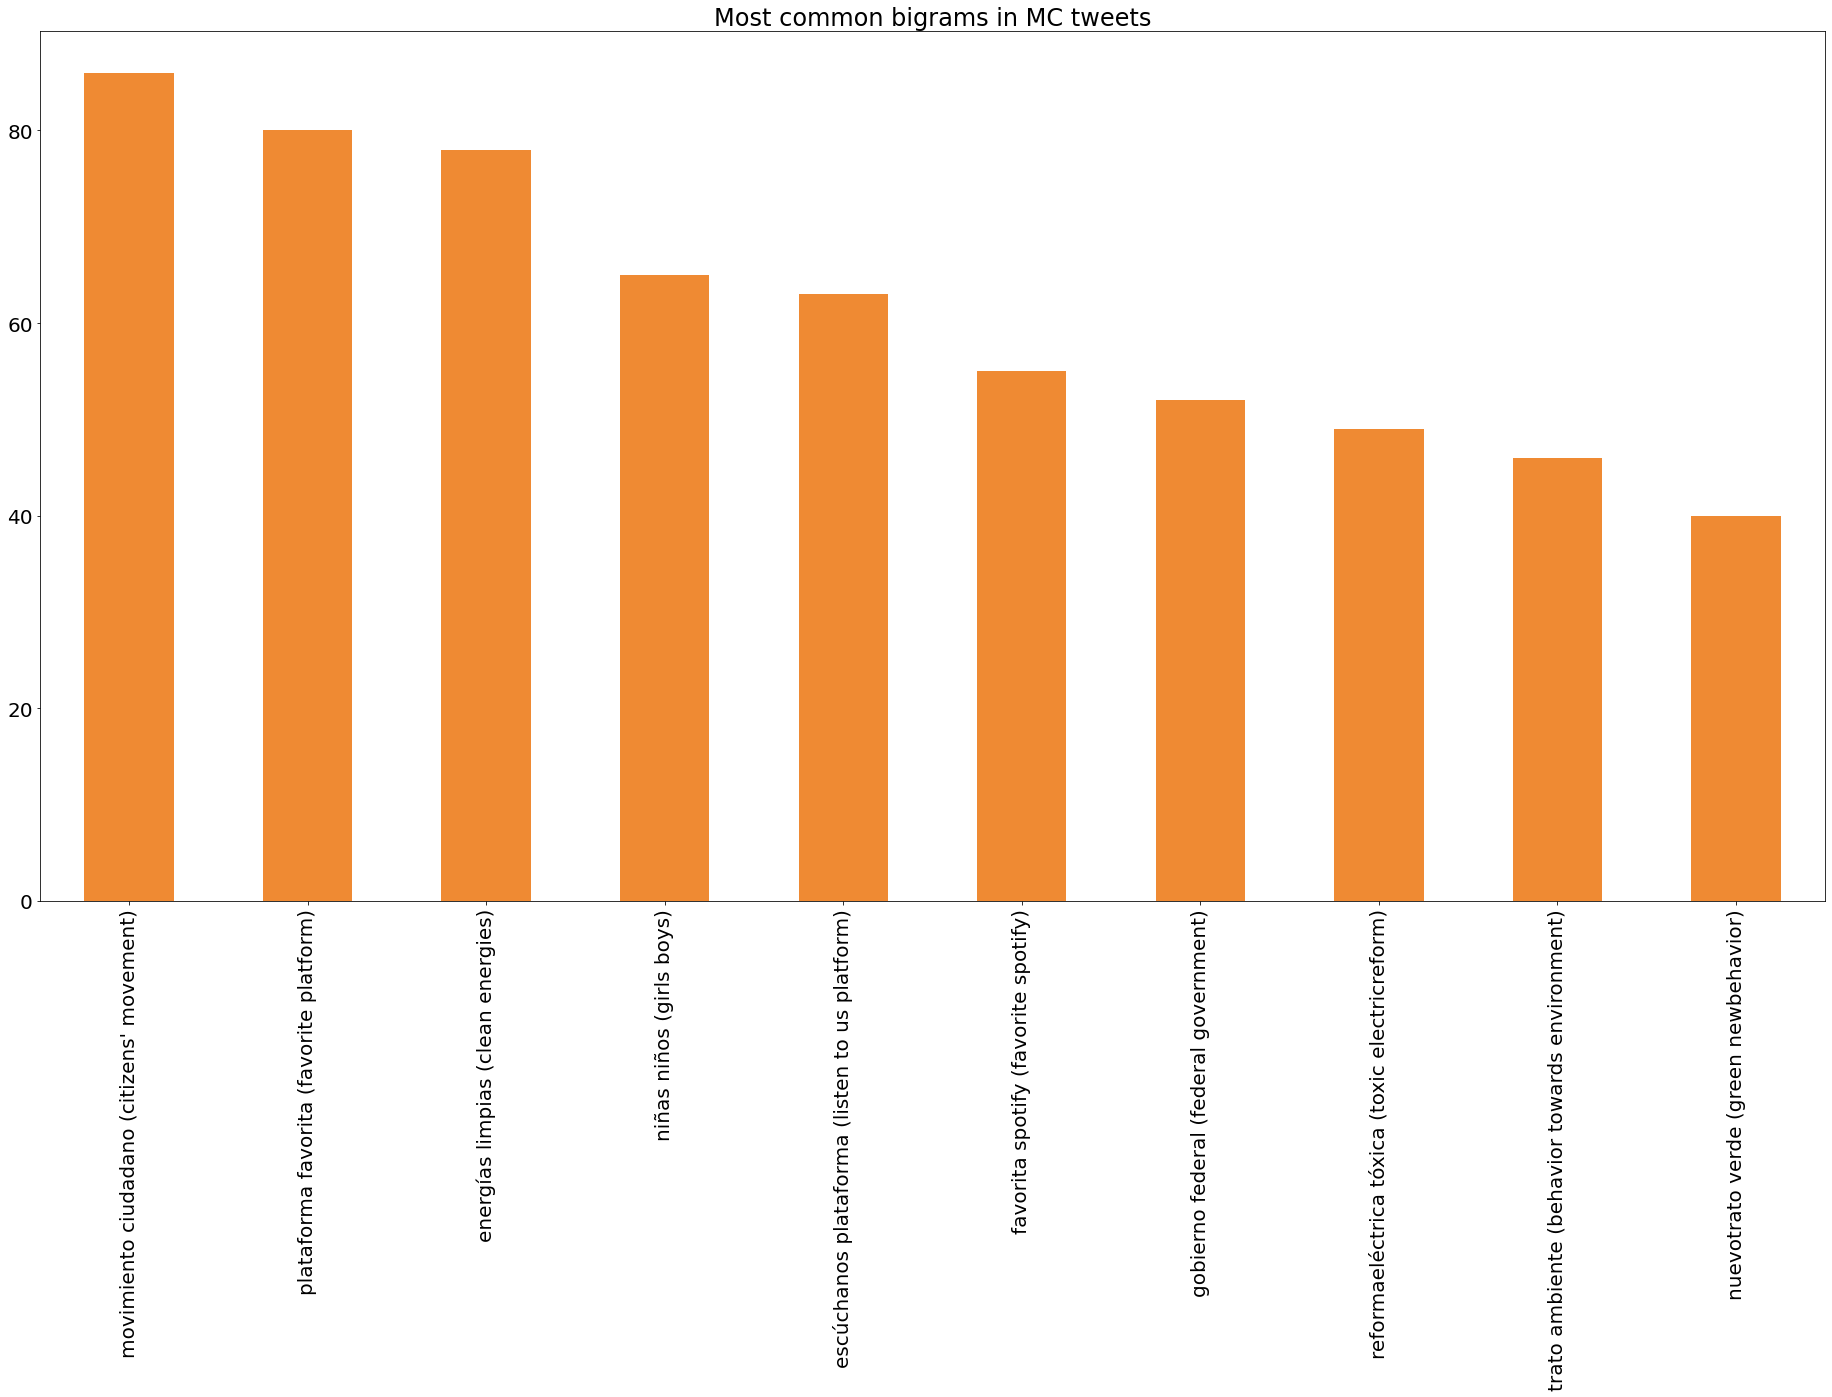 Most common bigrams in MC tweets
80
60
40
20
0
movimiento ciudadano (citizens' movement)
plataforma favorita (favorite platform)
energías limpias (clean energies)
niñas niños (girls boys)
escúchanos plataforma (listen to us platform)
favorita spotify (favorite spotify)
gobierno federal (federal government)
reformaeléctrica tóxica (toxic electricreform)
trato ambiente (behavior towards environment)
nuevotrato verde (green newbehavior)